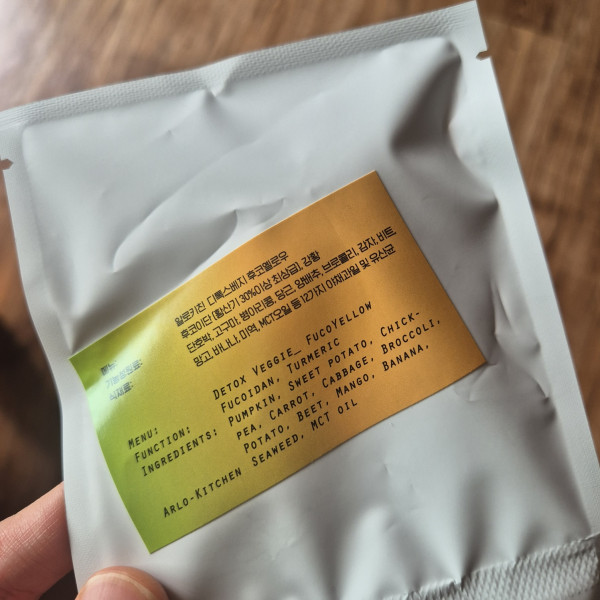 메뉴: 알로키친 디톡스베지 후코옐로우
기능성원료: 후코이단 (황산기 30%이상 최상급), 강황
식재료: 단호박, 고구마, 병아리콩, 당근, 양배추, 브로콜리, 감자, 비트,
망고 바나나, 미역, MCT오일 등 12가지 야채과일 및 유산균
MENU: DETOX VEGGIE_ FUCOYELLOW
FUNCTION: FUCOIDAN, TURMERIC
INGREDIENTS: PUMPKIN, SWEET POTATO, CHICK-
PEA, CARROT, CABBAGE, BROCCOLI,
POTATO, BEET, MANGO, BANANA,
SEAWEED, MCT OIL
ARLO-KITCHEN